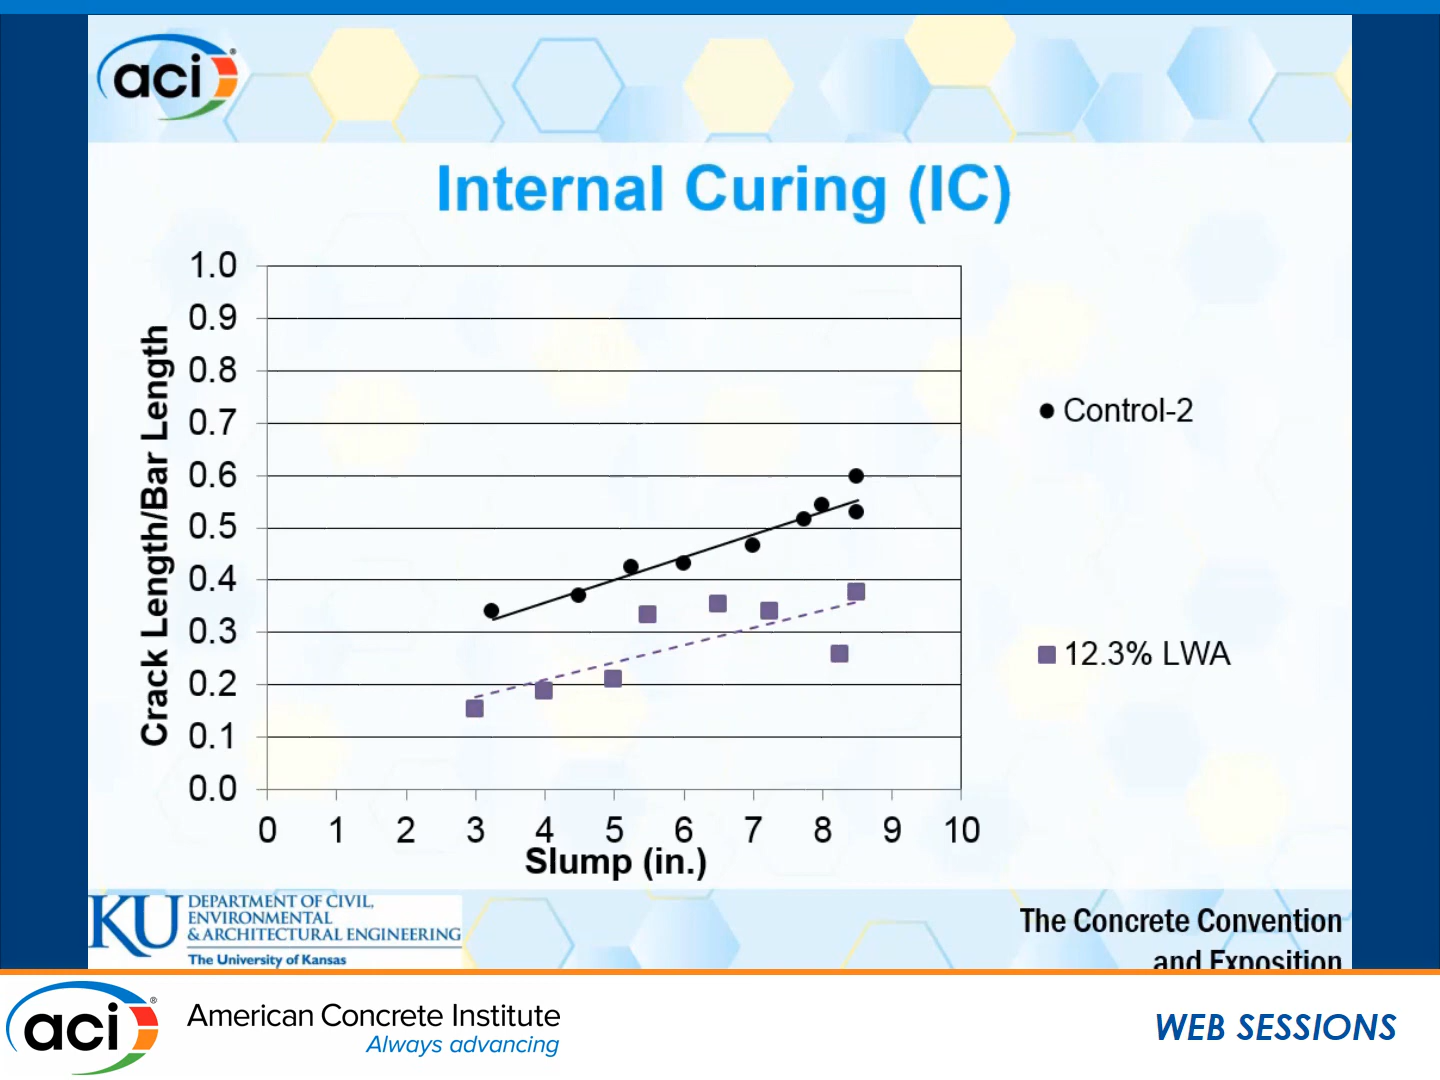 aci®
Internal Curing (IC)
1.0
0.9
0.8
0.7
0.6
0.5
0.4
0.3
0.2
0.1
0.0
Crack Length/Bar Length
0 1 2 3 4 5 6 7 8 9 10
Slump (in.)
Control-2
12.3% LWA
KU
DEPARTMENT OF CIVIL,
ENVIRONMENTAL
& ARCHITECTURAL ENGINEERING
The University of Kansas
The Concrete Convention
and Exposition
aci®
American Concrete Institute
Always advancing
WEB SESSIONS